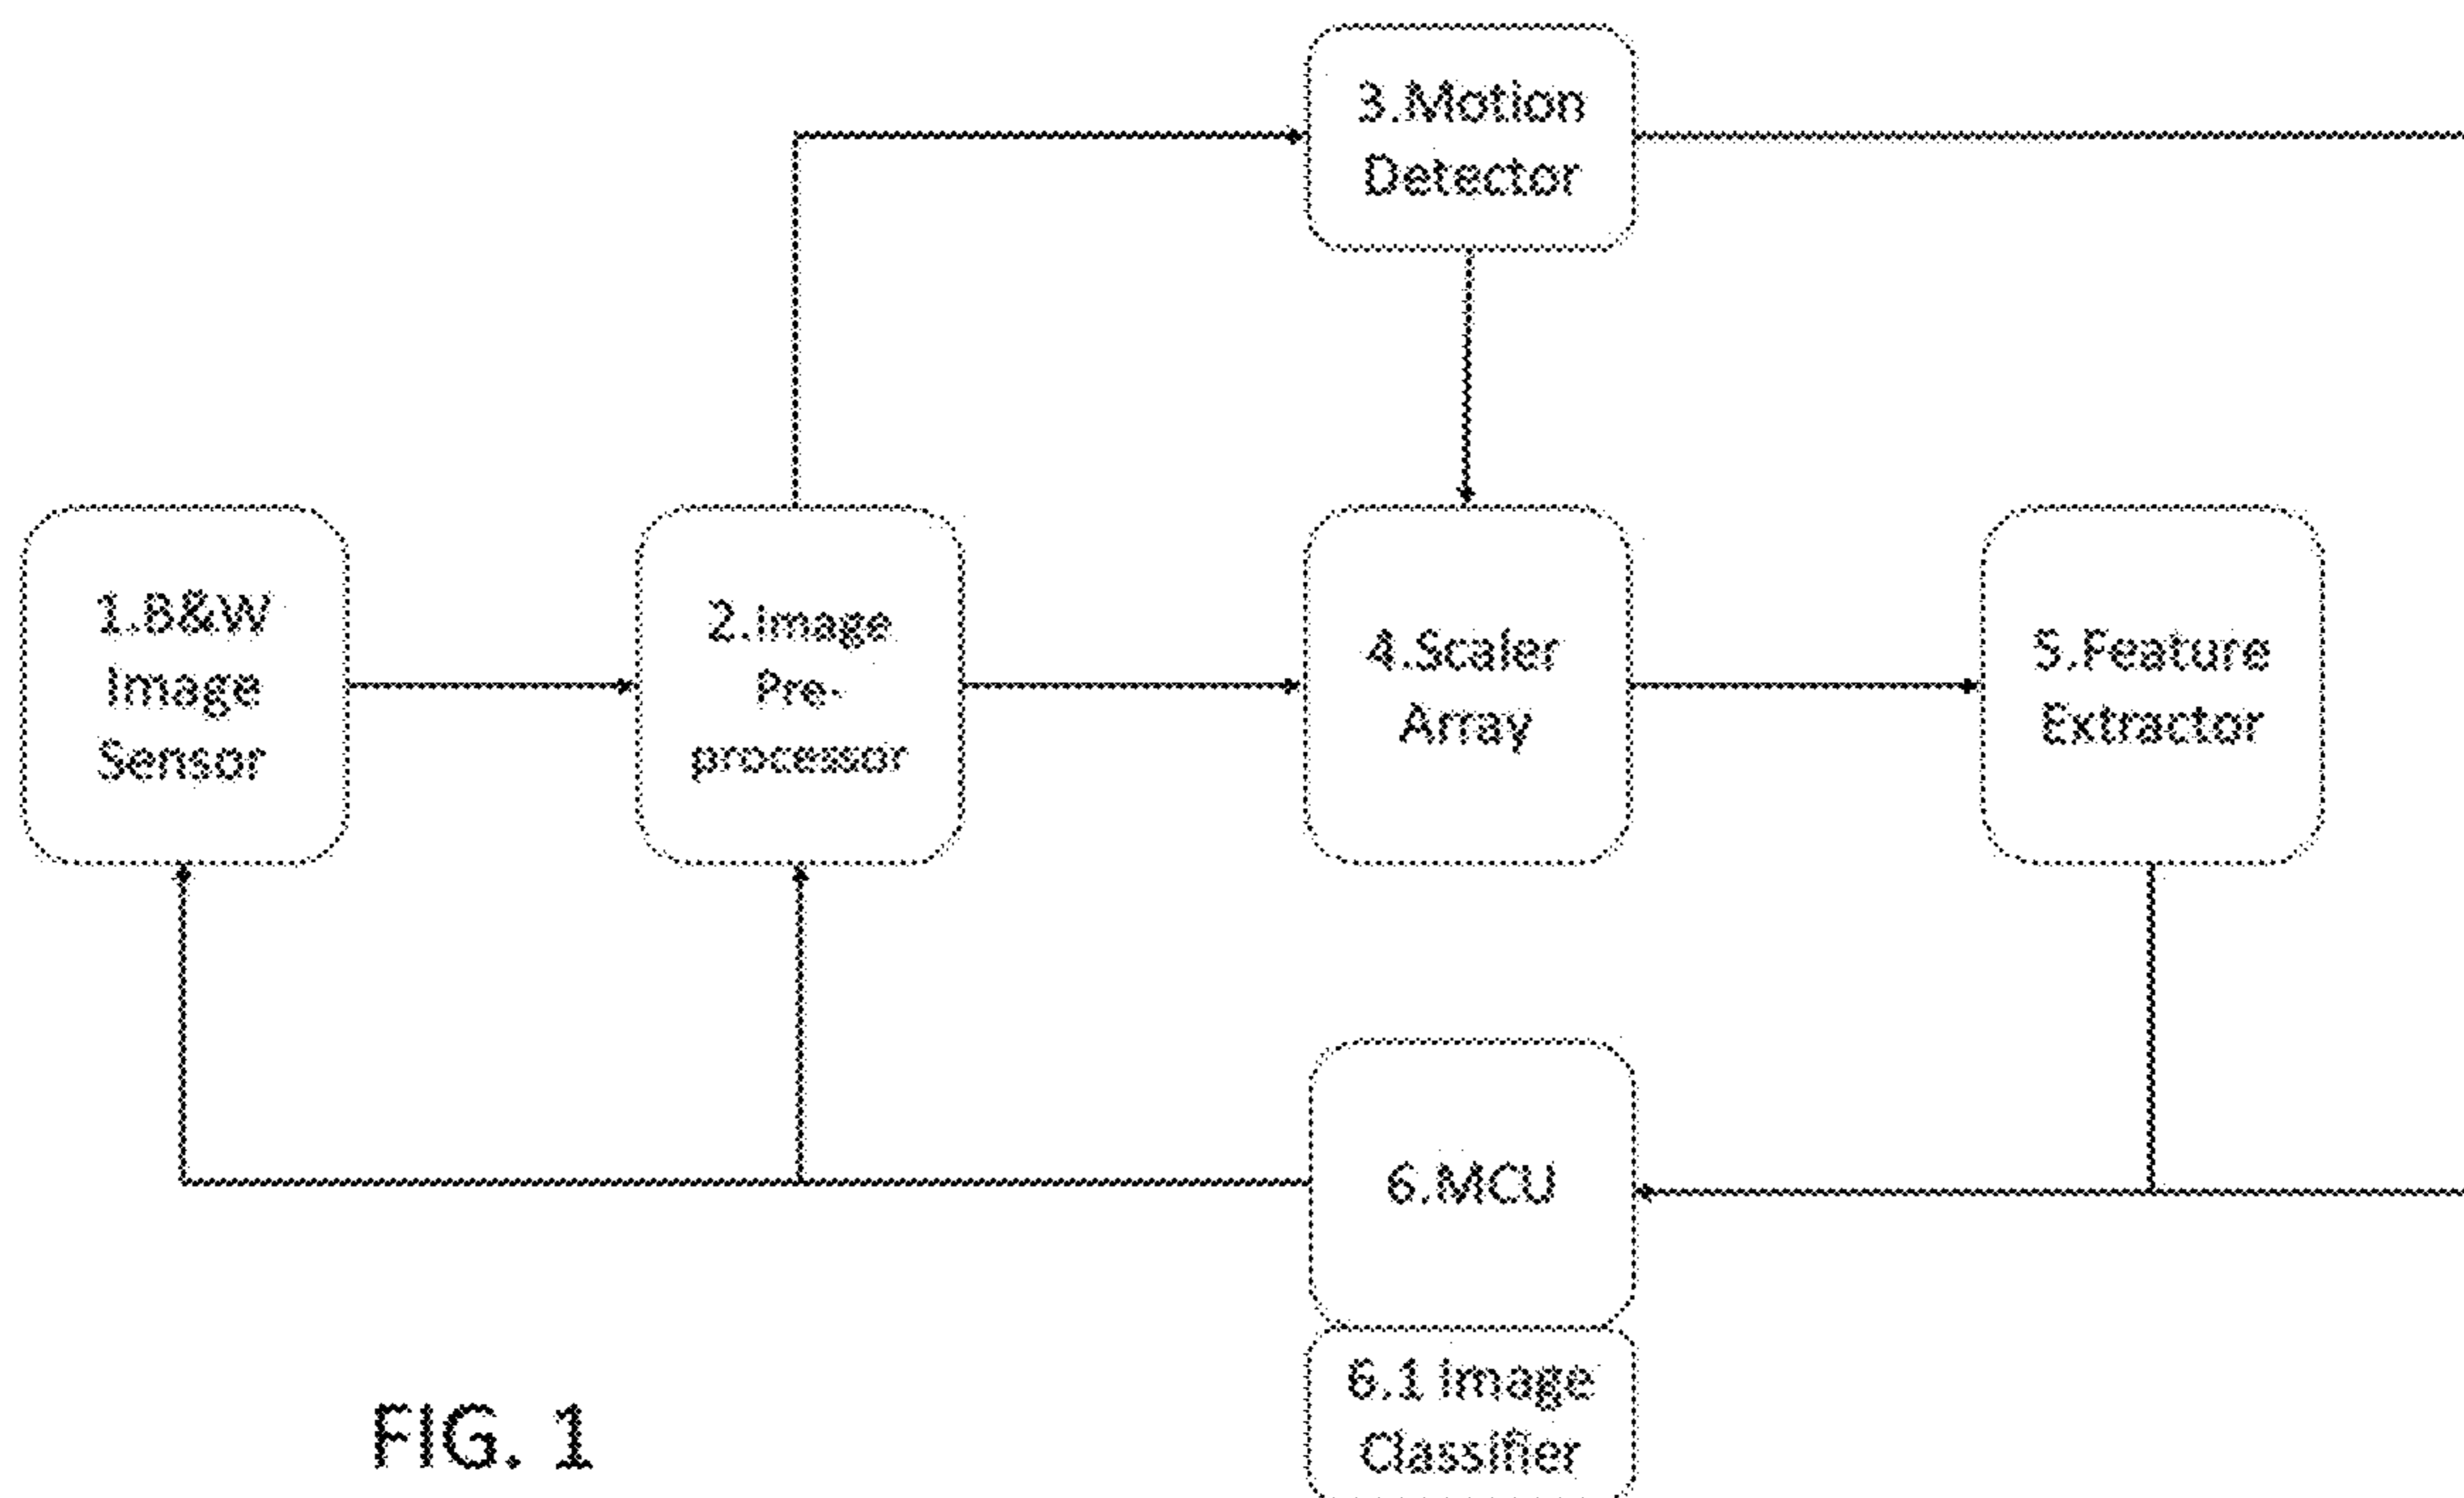 3.Motion
Detector
1.B&W
Image
Sensor
2.Image
Pre-
processor
4.Scaler
Array
5.Feature
Extractor
6.MCU
6.1 Image
Classifier
FIG. 1